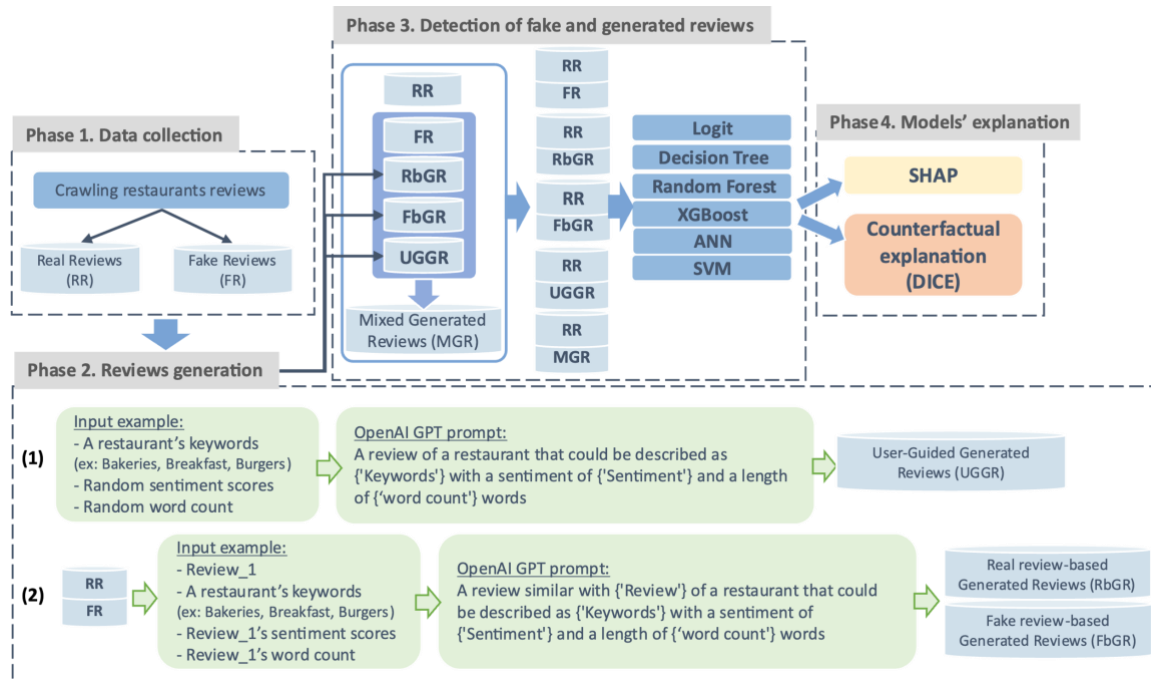 Phase 1. Data collection
Crawling restaurants reviews
Real Reviews
(RR)
Fake Reviews
(FR)
Phase 3. Detection of fake and generated reviews
RR
FR
RbGR
FbGR
UGGR
Mixed Generated
Reviews (MGR)
RR
FR
RR
RbGR
RR
FbGR
RR
UGGR
RR
MGR
Logit
Decision Tree
Random Forest
XGBoost
ANN
SVM
Phase4. Models' explanation
SHAP
Counterfactual
explanation
(DICE)
Phase 2. Reviews generation
(1)
Input example:
- A restaurant's keywords
(ex: Bakeries, Breakfast, Burgers)
- Random sentiment scores
- Random word count
OpenAI GPT prompt:
A review of a restaurant that could be described as
{'Keywords'} with a sentiment of {'Sentiment'} and a length
of {'word count'} words
User-Guided Generated
Reviews (UGGR)
(2)
RR
FR
Input example:
- Review_1
- A restaurant's keywords
(ex: Bakeries, Breakfast, Burgers)
- Review_1's sentiment scores
- Review_1's word count
OpenAI GPT prompt:
A review similar with {'Review'} of a restaurant that could
be described as {'Keywords'} with a sentiment of
{'Sentiment'} and a length of {'word count'} words
Real review-based
Generated Reviews (RbGR)
Fake review-based
Generated Reviews (FbGR)